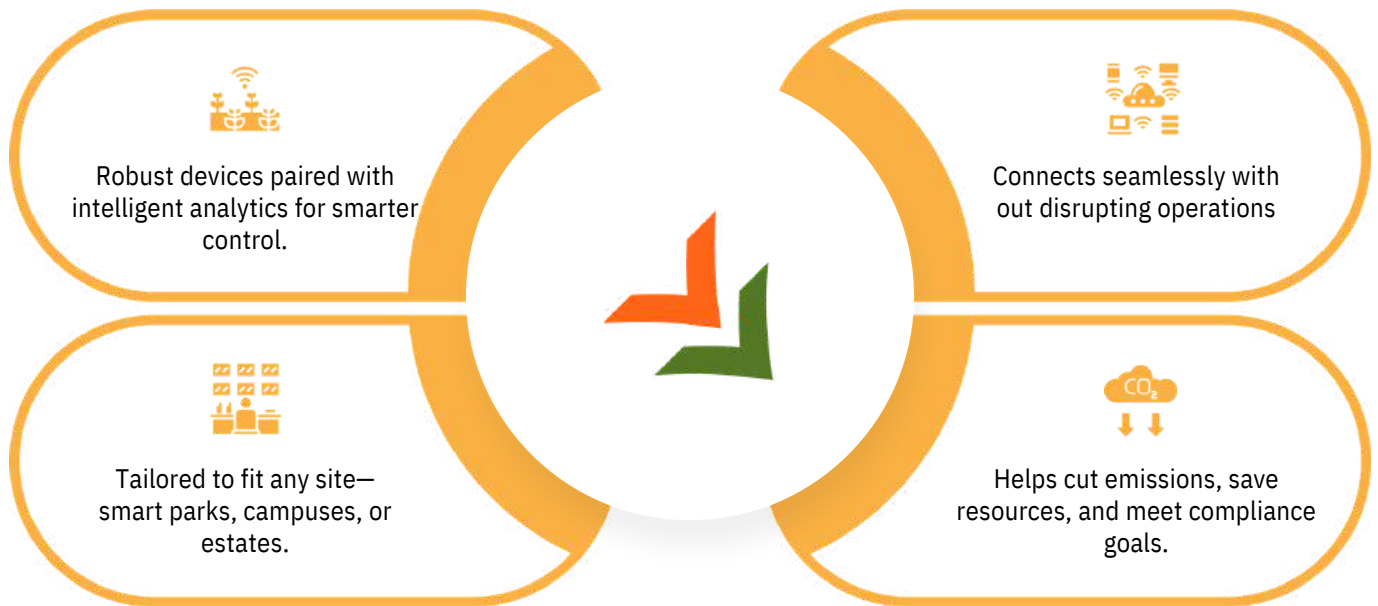 Robust devices paired with
intelligent analytics for smarter
control.
Connects seamlessly with
out disrupting operations
Tailored to fit any site—
smart parks, campuses, or
estates.
CO2
Helps cut emissions, save
resources, and meet compliance
goals.